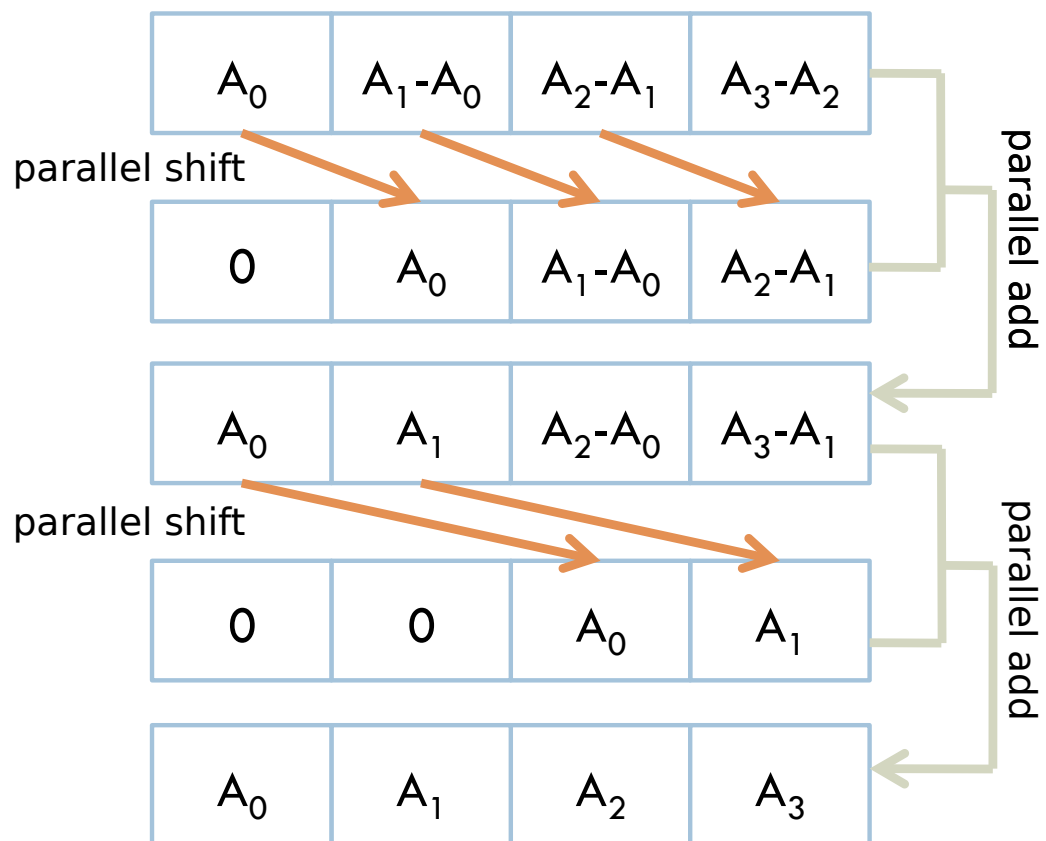 A₀ A₁-A₀ A₂-A₁ A₃-A₂
parallel shift
0 A₀ A₁-A₀ A₂-A₁
parallel add
A₀ A₁ A₂-A₀ A₃-A₁
parallel shift
0 0 A₀ A₁
parallel add
A₀ A₁ A₂ A₃